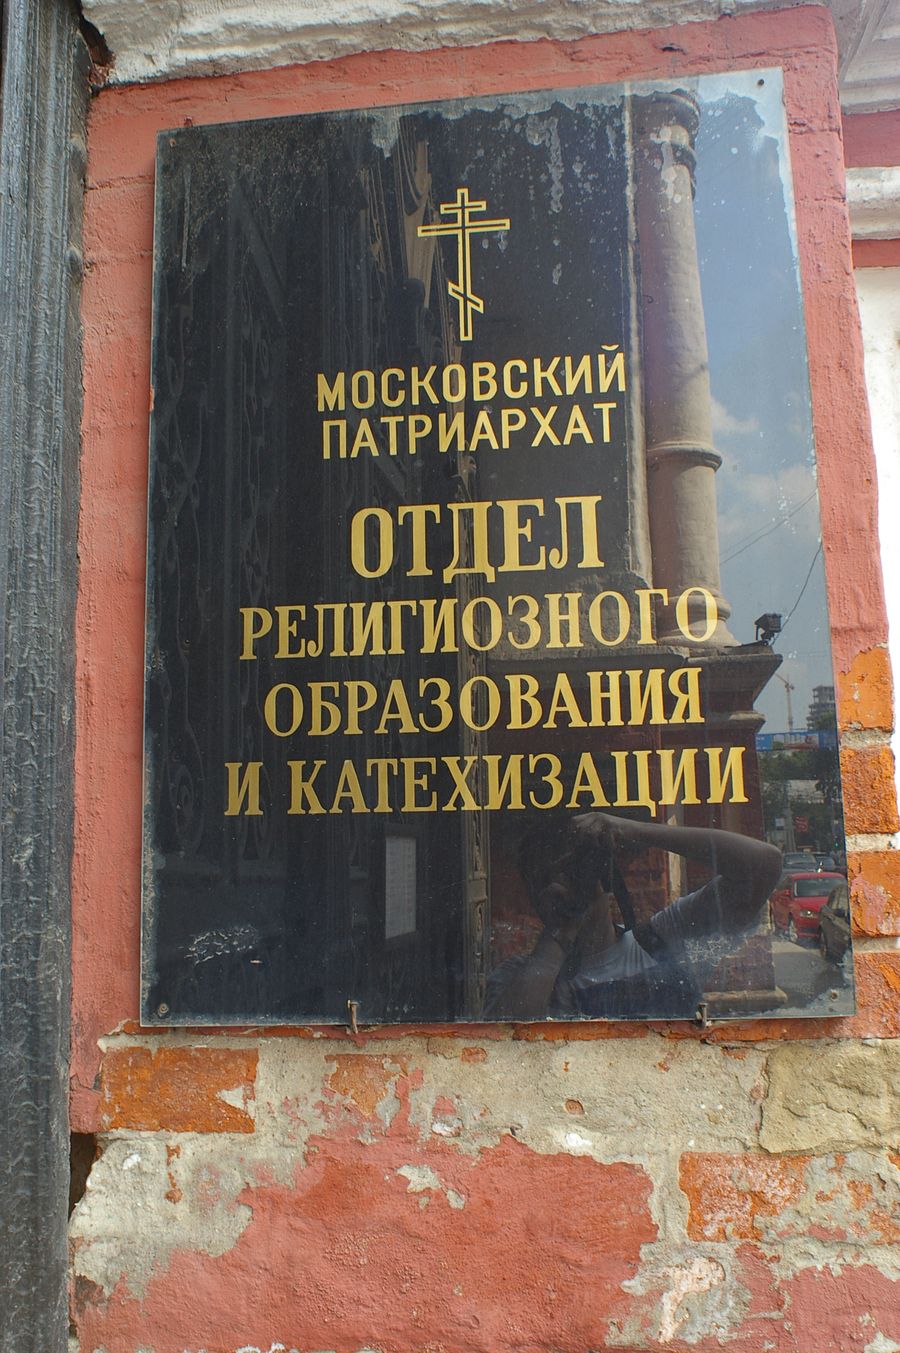 МОСКОВСКИЙ
ПАТРИАРХАТ
ОТДЕЛ
РЕЛИГИОЗНОГО
ОБРАЗОВАНИЯ
И КАТЕХИЗАЦИИ